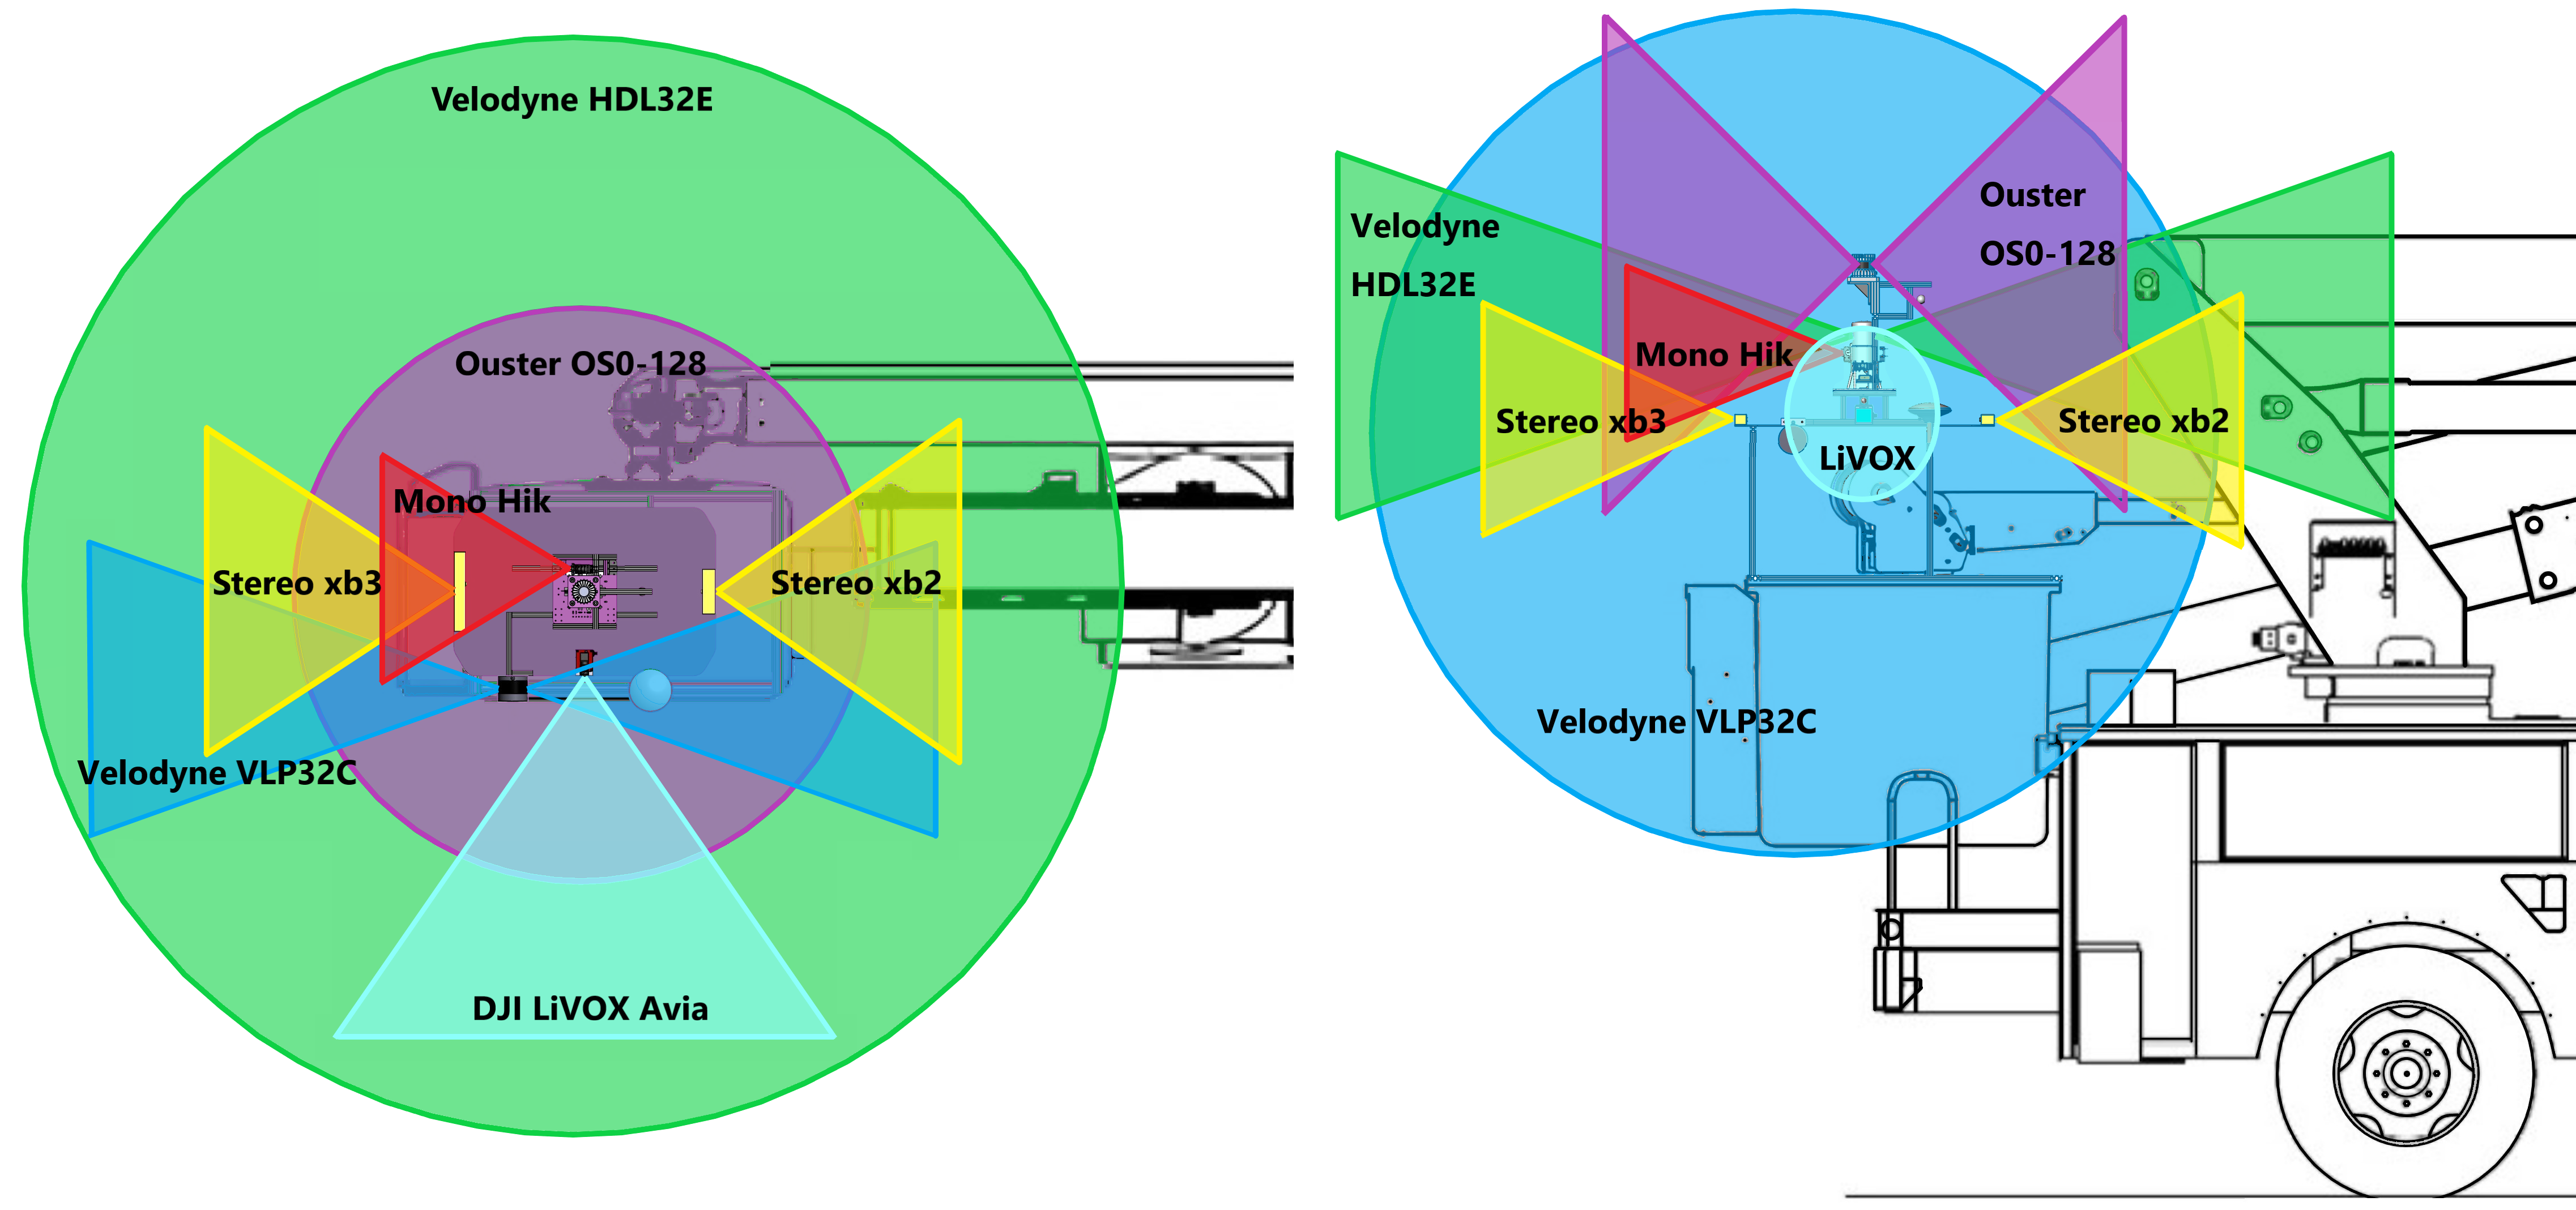 Velodyne HDL32E
Ouster OS0-128
Mono Hik
Stereo xb3
Stereo xb2
Velodyne VLP32C
DJI LiVOX Avia
Velodyne
HDL32E
Ouster
OS0-128
Mono Hik
Stereo xb3
Stereo xb2
LiVOX
Velodyne VLP32C